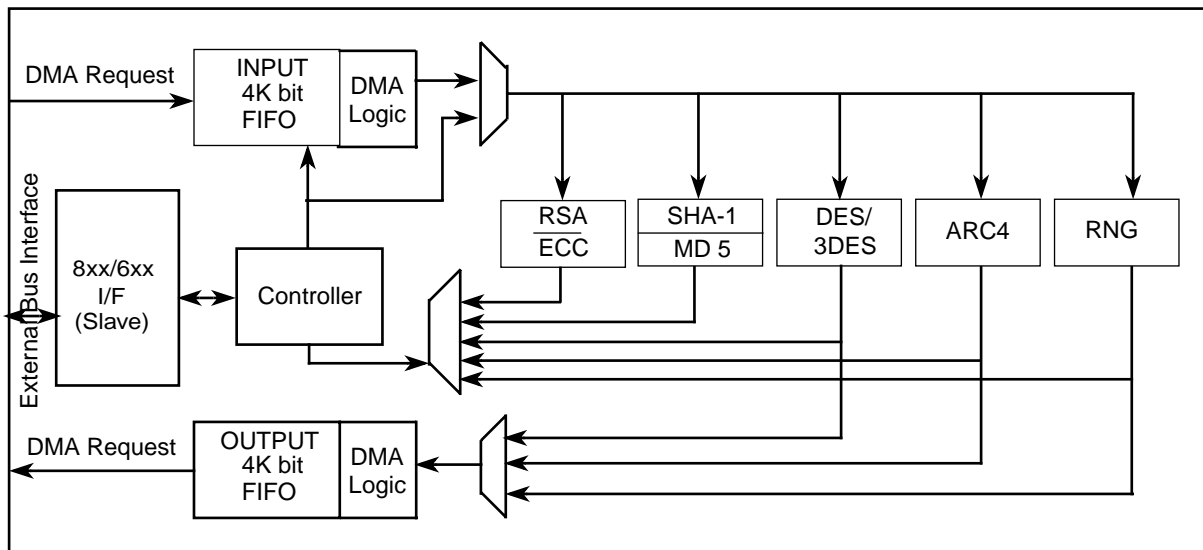 DMA Request
INPUT
4K bit
FIFO
DMA
Logic
External Bus Interface
8xx/6xx
I/F
(Slave)
Controller
RSA
ECC
SHA-1
MD 5
DES/
3DES
ARC4
RNG
DMA Request
OUTPUT
4K bit
FIFO
DMA
Logic